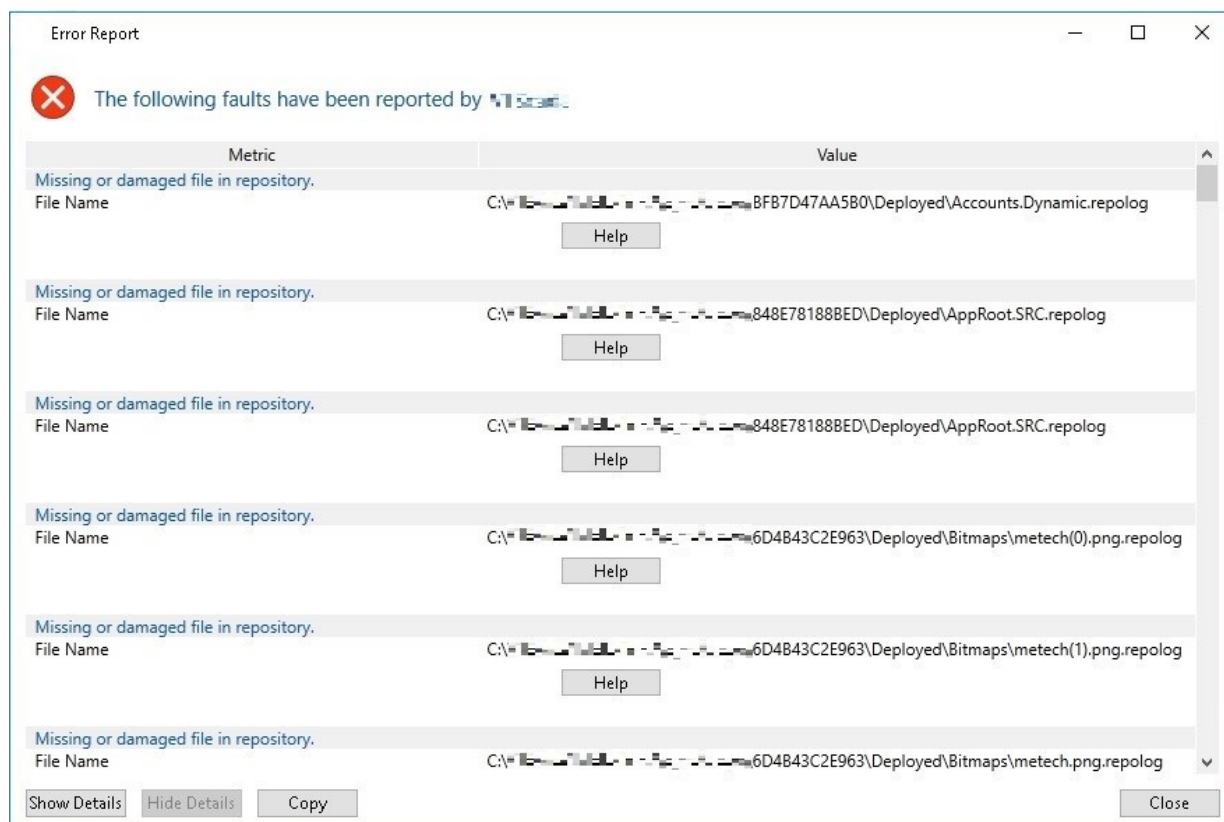 Error Report
The following faults have been reported by
Metric Value
Missing or damaged file in repository.
File Name C:\ BFB7D47AA5B0\Deployed\Accounts.Dynamic.repolog
Help
Missing or damaged file in repository.
File Name C:\ 848E78188BED\Deployed\AppRoot.SRC.repolog
Help
Missing or damaged file in repository.
File Name C:\ 848E78188BED\Deployed\AppRoot.SRC.repolog
Help
Missing or damaged file in repository.
File Name C:\ 6D4B43C2E963\Deployed\Bitmaps\metech(0).png.repolog
Help
Missing or damaged file in repository.
File Name C:\ 6D4B43C2E963\Deployed\Bitmaps\metech(1).png.repolog
Help
Missing or damaged file in repository.
File Name C:\ 6D4B43C2E963\Deployed\Bitmaps\metech.png.repolog
Show Details Hide Details Copy Close